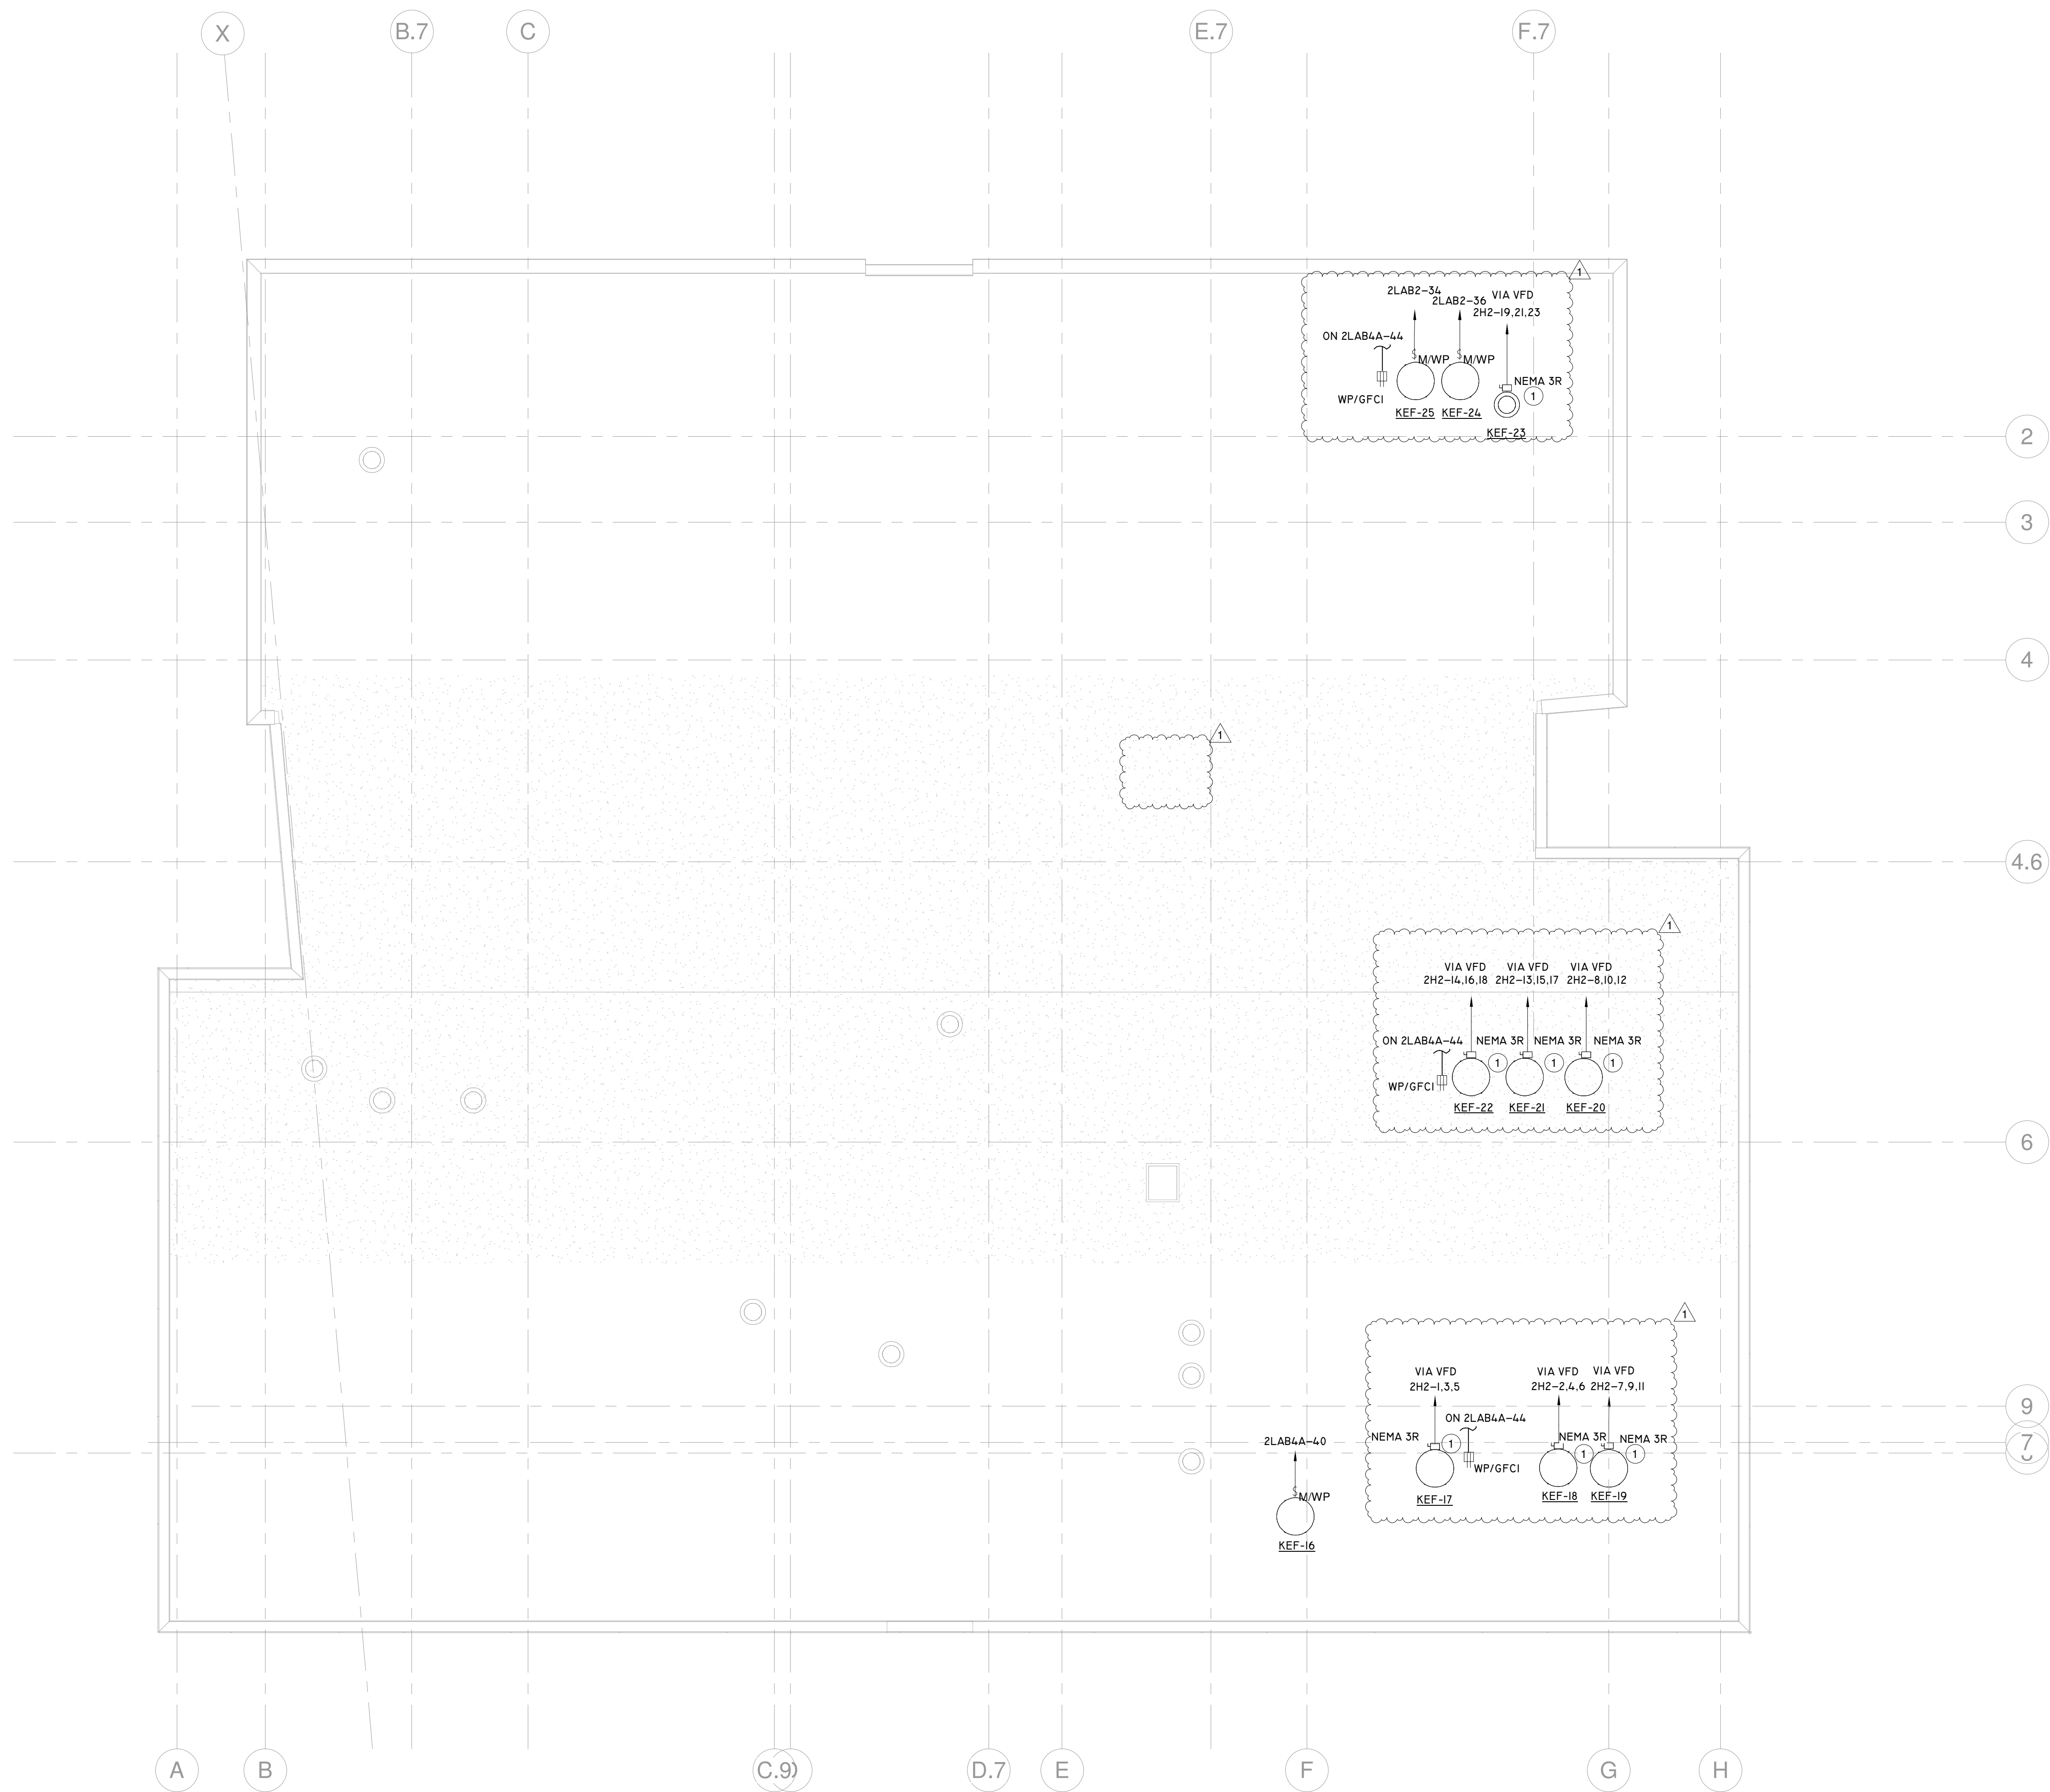 X
B.7
C
E.7
F.7
1
2LAB2-34
2LAB2-36
VIA VFD
2H2-19,21,23
ON 2LAB4A-44
M/WP
M/WP
NEMA 3R
1
WP/GFCI
KEF-25
KEF-24
KEF-23
2
3
4
1
4.6
1
VIA VFD
2H2-14,16,18
VIA VFD
2H2-13,15,17
VIA VFD
2H2-8,10,12
ON 2LAB4A-44
NEMA 3R
NEMA 3R
NEMA 3R
1
1
1
WP/GFCI
KEF-22
KEF-21
KEF-20
6
1
VIA VFD
2H2-1,3,5
VIA VFD
2H2-2,4,6
VIA VFD
2H2-7,9,11
9
ON 2LAB4A-44
2LAB4A-40
NEMA 3R
1
NEMA 3R
1
NEMA 3R
1
7
WP/GFCI
M/WP
KEF-17
KEF-18
KEF-19
KEF-16
A
B
C.9
D.7
E
F
G
H